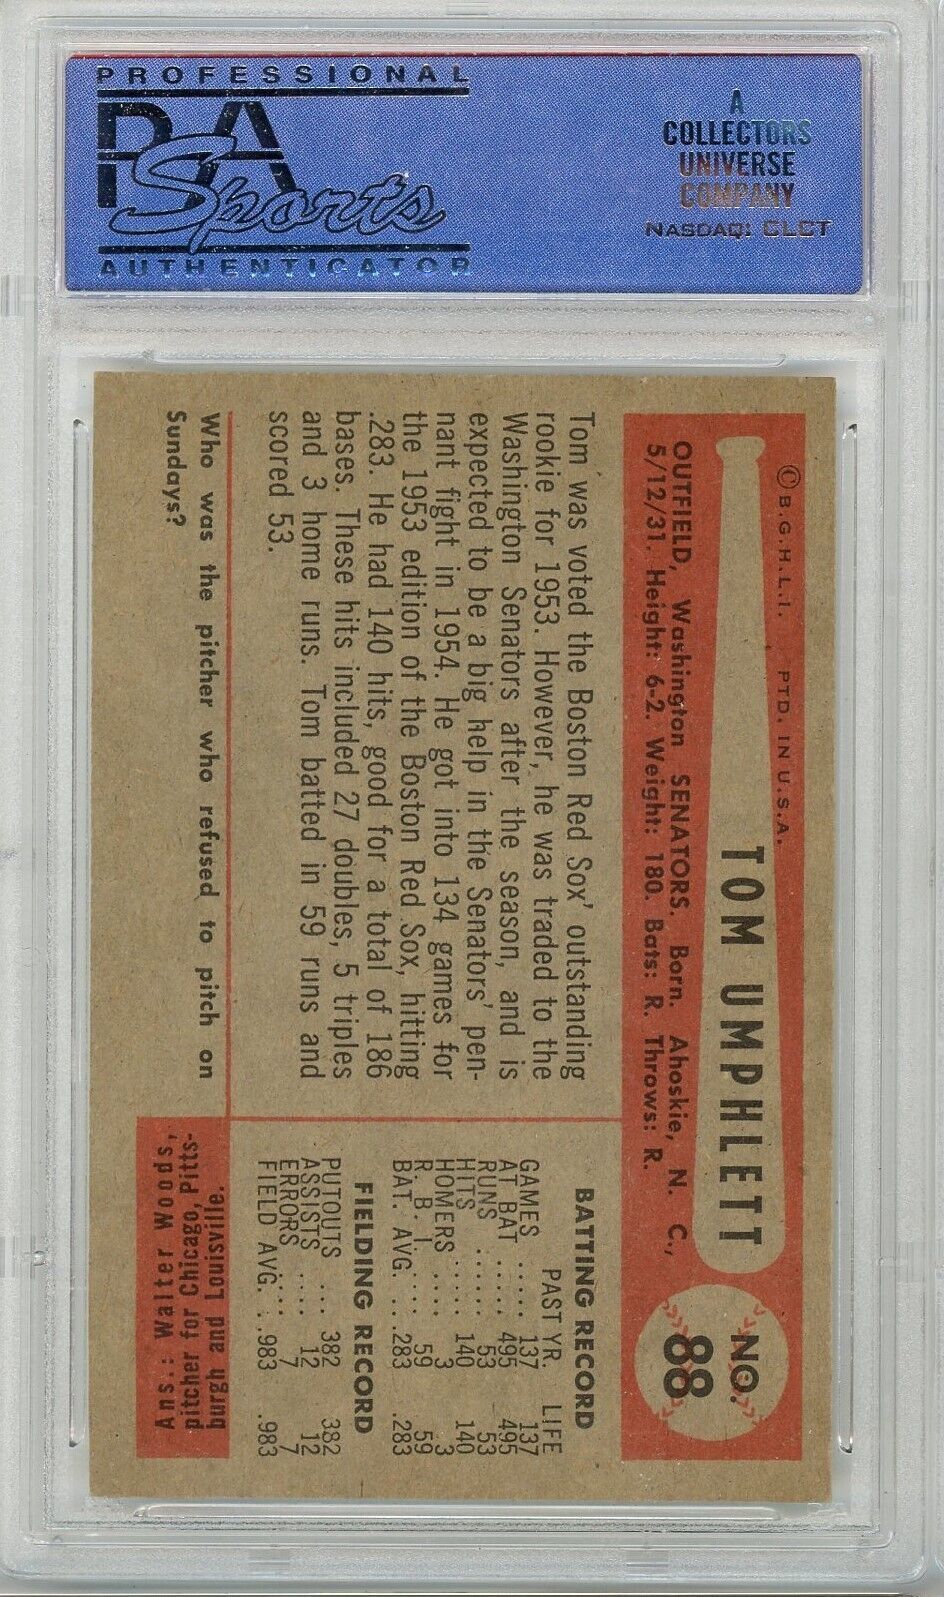 PROFESSIONAL
PSA
Sports
AUTHENTICATOR
A
COLLECTORS
UNIVERSE
COMPANY
NASDAQ: CLCT
© B.G.H.L.I. PTD. IN U.S.A.
TOM UMPHLETT
NO.
88
OUTFIELD, Washington SENATORS. Born. Ahoskie, N. C.,
5/12/31. Height: 6-2. Weight: 180. Bats: R. Throws: R.
Tom was voted the Boston Red Sox' outstanding
rookie for 1953. However, he was traded to the
Washington Senators after the season, and is
expected to be a big help in the Senators' pen-
nant fight in 1954. He got into 134 games for
the 1953 edition of the Boston Red Sox, hitting
.283. He had 140 hits, good for a total of 186
bases. These hits included 27 doubles, 5 triples
and 3 home runs. Tom batted in 59 runs and
scored 53.
BATTING RECORD
PAST YR. LIFE
GAMES ..... 137 137
AT BAT .... 495 495
RUNS ...... 53 53
HITS ...... 140 140
HOMERS .... 3 3
R. B. I. .... 59 59
BAT. AVG. .. .283 .283
FIELDING RECORD
PUTOUTS ... 382 382
ASSISTS .... 12 12
ERRORS .... 7 7
FIELD AVG. .. .983 .983
Who was the pitcher who refused to pitch on
Sundays?
Ans.: Walter Woods,
pitcher for Chicago, Pitts-
burgh and Louisville.